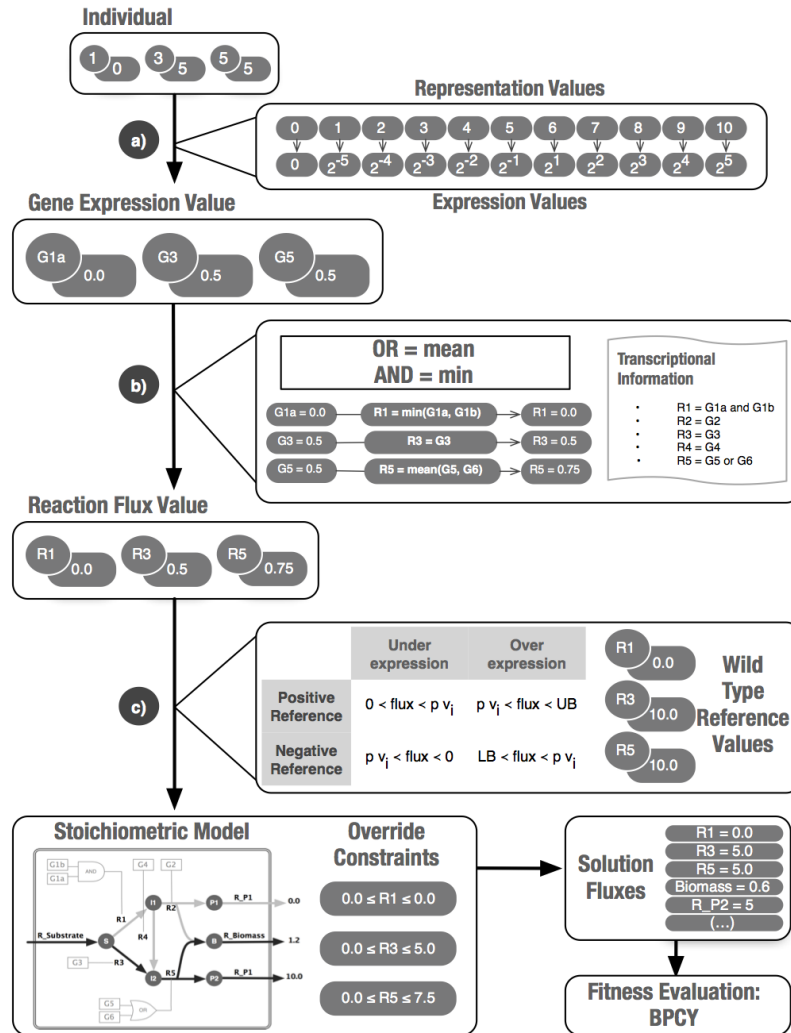 Individual
1 0 3 5 5 5
a)
Representation Values
0 1 2 3 4 5 6 7 8 9 10
0 2^-5 2^-4 2^-3 2^-2 2^-1 2^1 2^2 2^3 2^4 2^5
Expression Values
Gene Expression Value
G1a 0.0 G3 0.5 G5 0.5
b)
OR = mean
AND = min
G1a = 0.0 R1 = min(G1a, G1b) R1 = 0.0
G3 = 0.5 R3 = G3 R3 = 0.5
G5 = 0.5 R5 = mean(G5, G6) R5 = 0.75
Transcriptional
Information
• R1 = G1a and G1b
• R2 = G2
• R3 = G3
• R4 = G4
• R5 = G5 or G6
Reaction Flux Value
R1 0.0 R3 0.5 R5 0.75
c)
Under
expression
Over
expression
Positive
Reference
0 < flux < p vi
p vi < flux < UB
Negative
Reference
p vi < flux < 0
LB < flux < p vi
R1 0.0
R3 10.0
R5 10.0
Wild
Type
Reference
Values
Stoichiometric Model
G1b
G1a
AND
G4
G2
R1
I1
R2
P1
R_P1
0.0
R_Substrate
S
R4
B
R_Biomass
1.2
G3
R3
I2
R5
P2
R_P1
10.0
G5
G6
OR
Override
Constraints
0.0 ≤ R1 ≤ 0.0
0.0 ≤ R3 ≤ 5.0
0.0 ≤ R5 ≤ 7.5
Solution
Fluxes
R1 = 0.0
R3 = 5.0
R5 = 5.0
Biomass = 0.6
R_P2 = 5
(...)
Fitness Evaluation:
BPCY